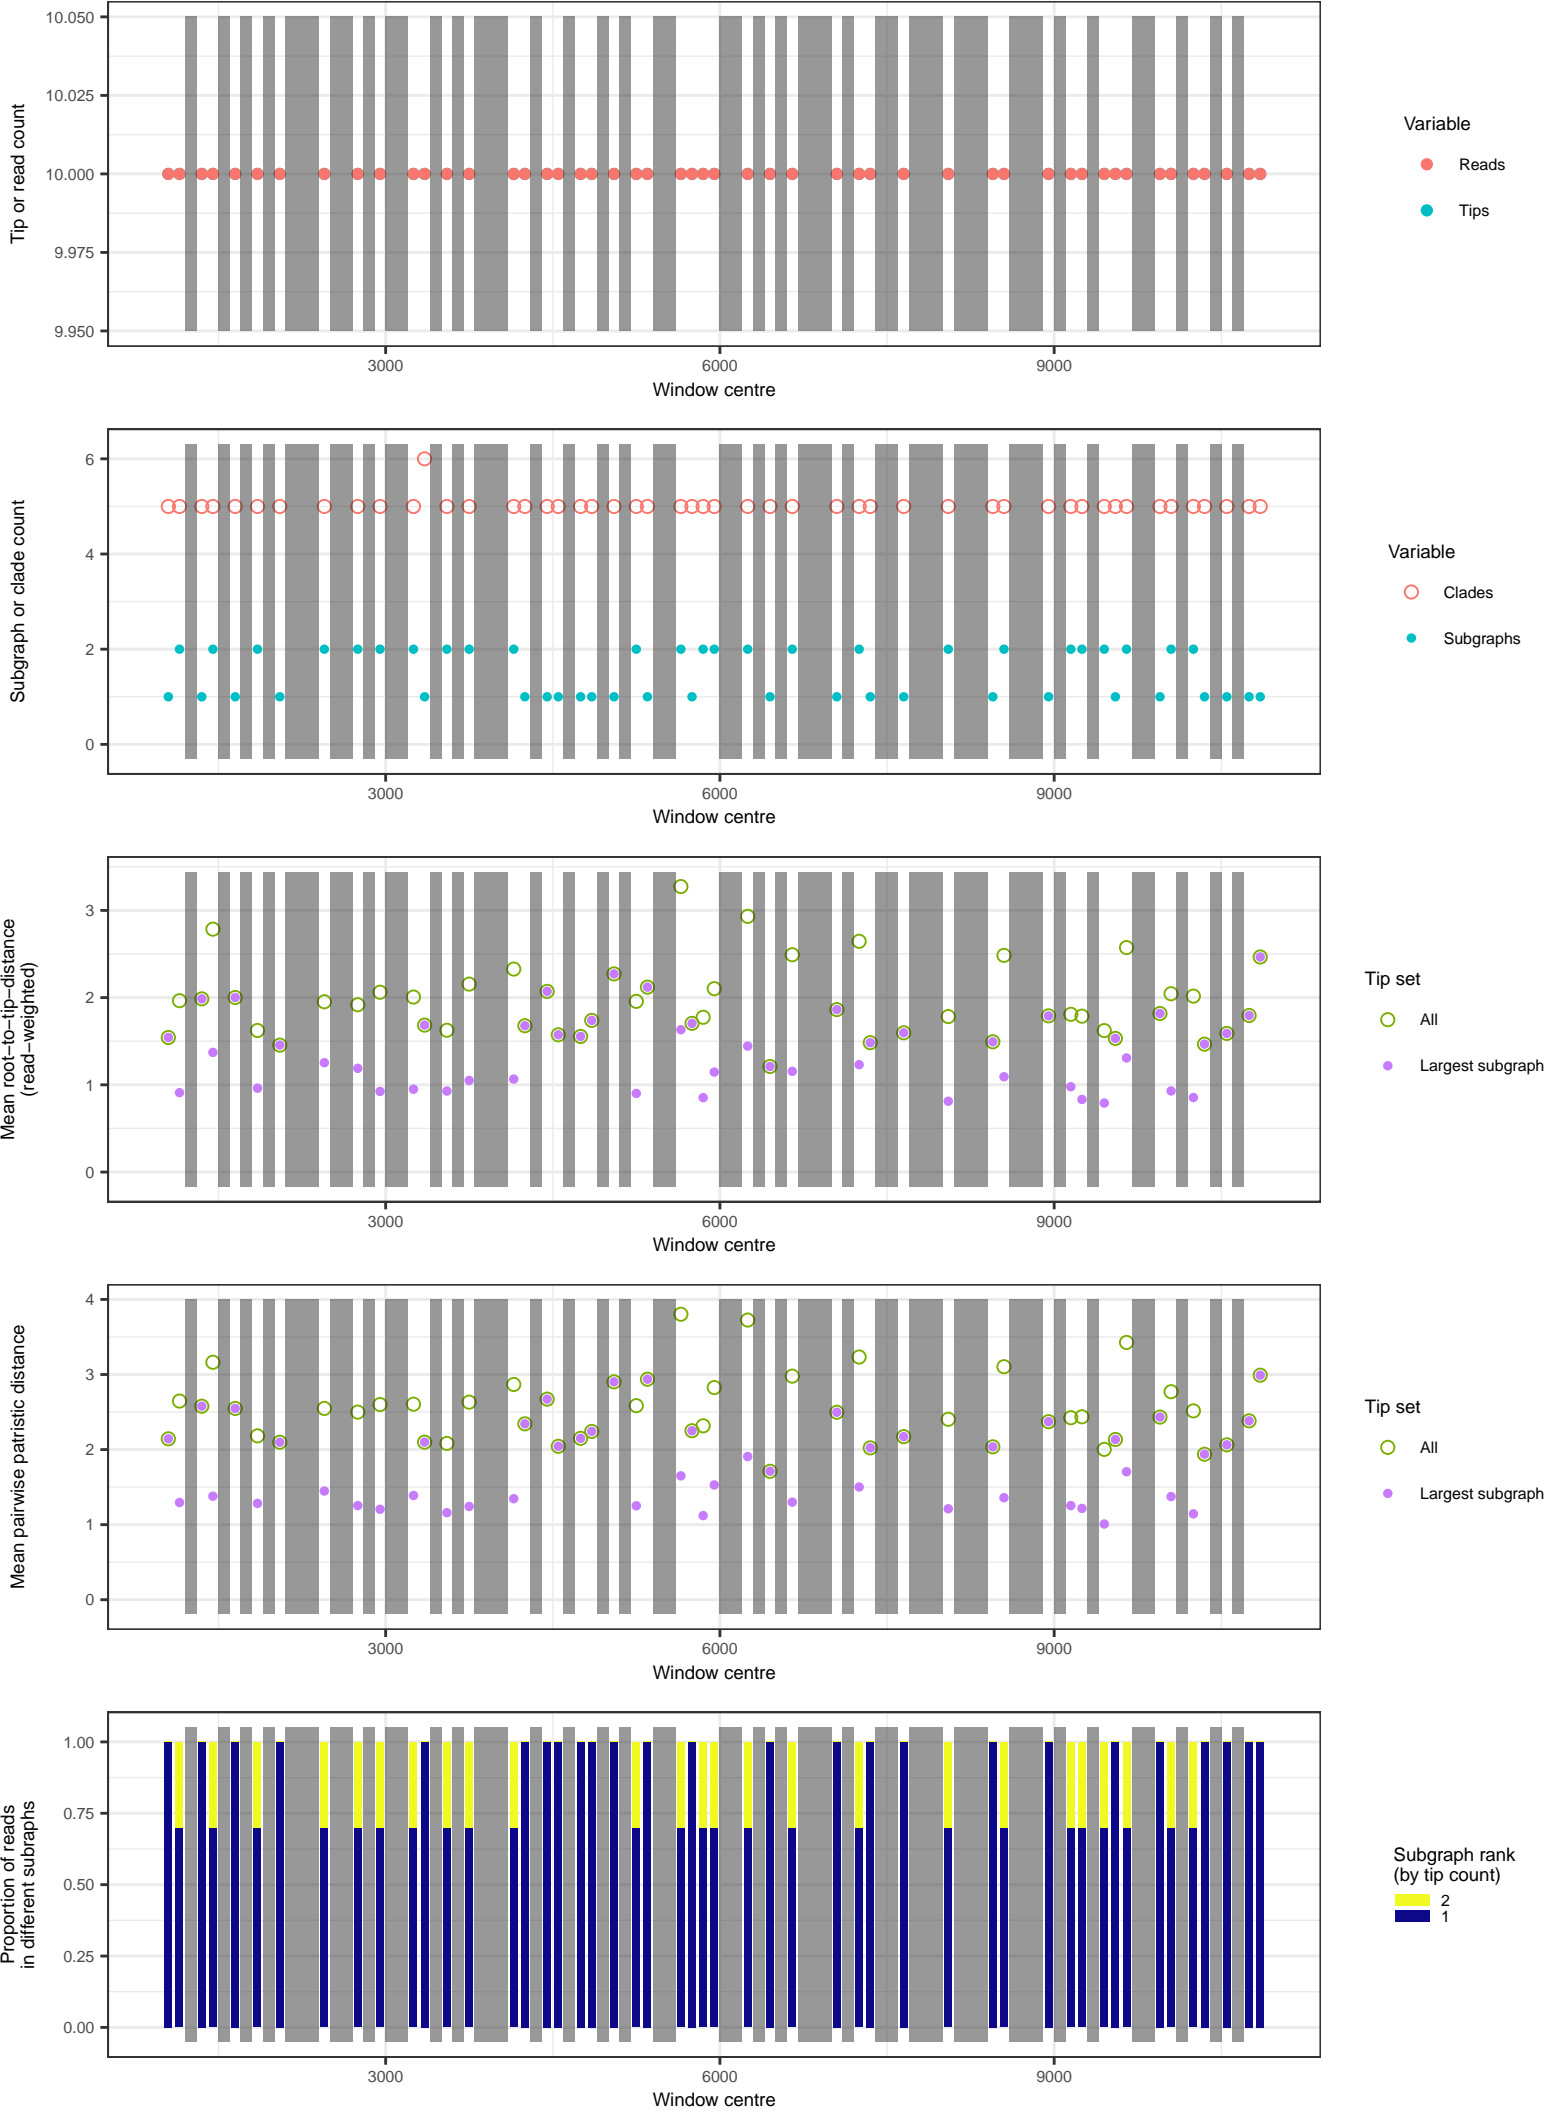 10.050
10.025
10.000
9.975
9.950
Tip or read count
3000
6000
9000
Window centre
Variable
Reads
Tips
6
4
2
0
Subgraph or clade count
3000
6000
9000
Window centre
Variable
Clades
Subgraphs
3
2
1
0
Mean root−to−tip−distance
(read−weighted)
3000
6000
9000
Window centre
Tip set
All
Largest subgraph
4
3
2
1
0
Mean pairwise patristic distance
3000
6000
9000
Window centre
Tip set
All
Largest subgraph
1.00
0.75
0.50
0.25
0.00
Proportion of reads
in different subraphs
3000
6000
9000
Window centre
Subgraph rank
(by tip count)
2
1